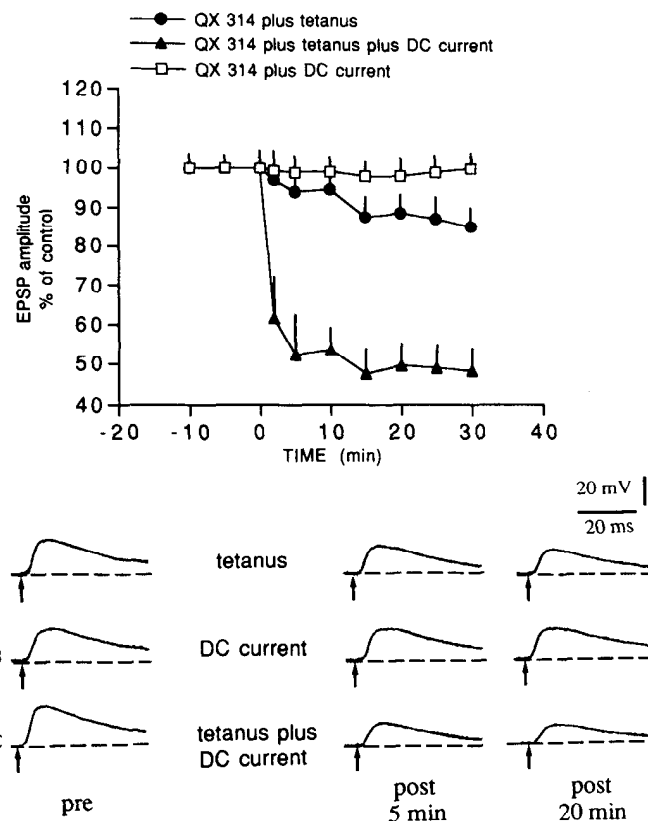 QX 314 plus tetanus
QX 314 plus tetanus plus DC current
QX 314 plus DC current
EPSP amplitude
% of control
120
110
100
90
80
70
60
50
40
-20 -10 0 10 20 30 40
TIME (min)
20 mV
20 ms
tetanus
DC current
tetanus plus
DC current
pre
post
5 min
post
20 min